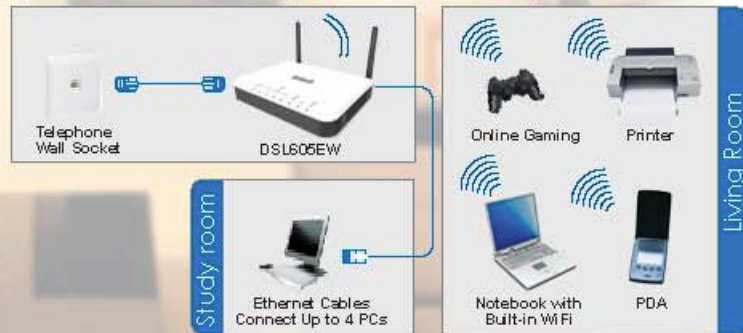 Telephone
Wall Socket
DSL605EW
Online Gaming
Printer
Study room
Ethernet Cables
Connect Up to 4 PCs
Notebook with
Built-in WiFi
PDA
Living Room